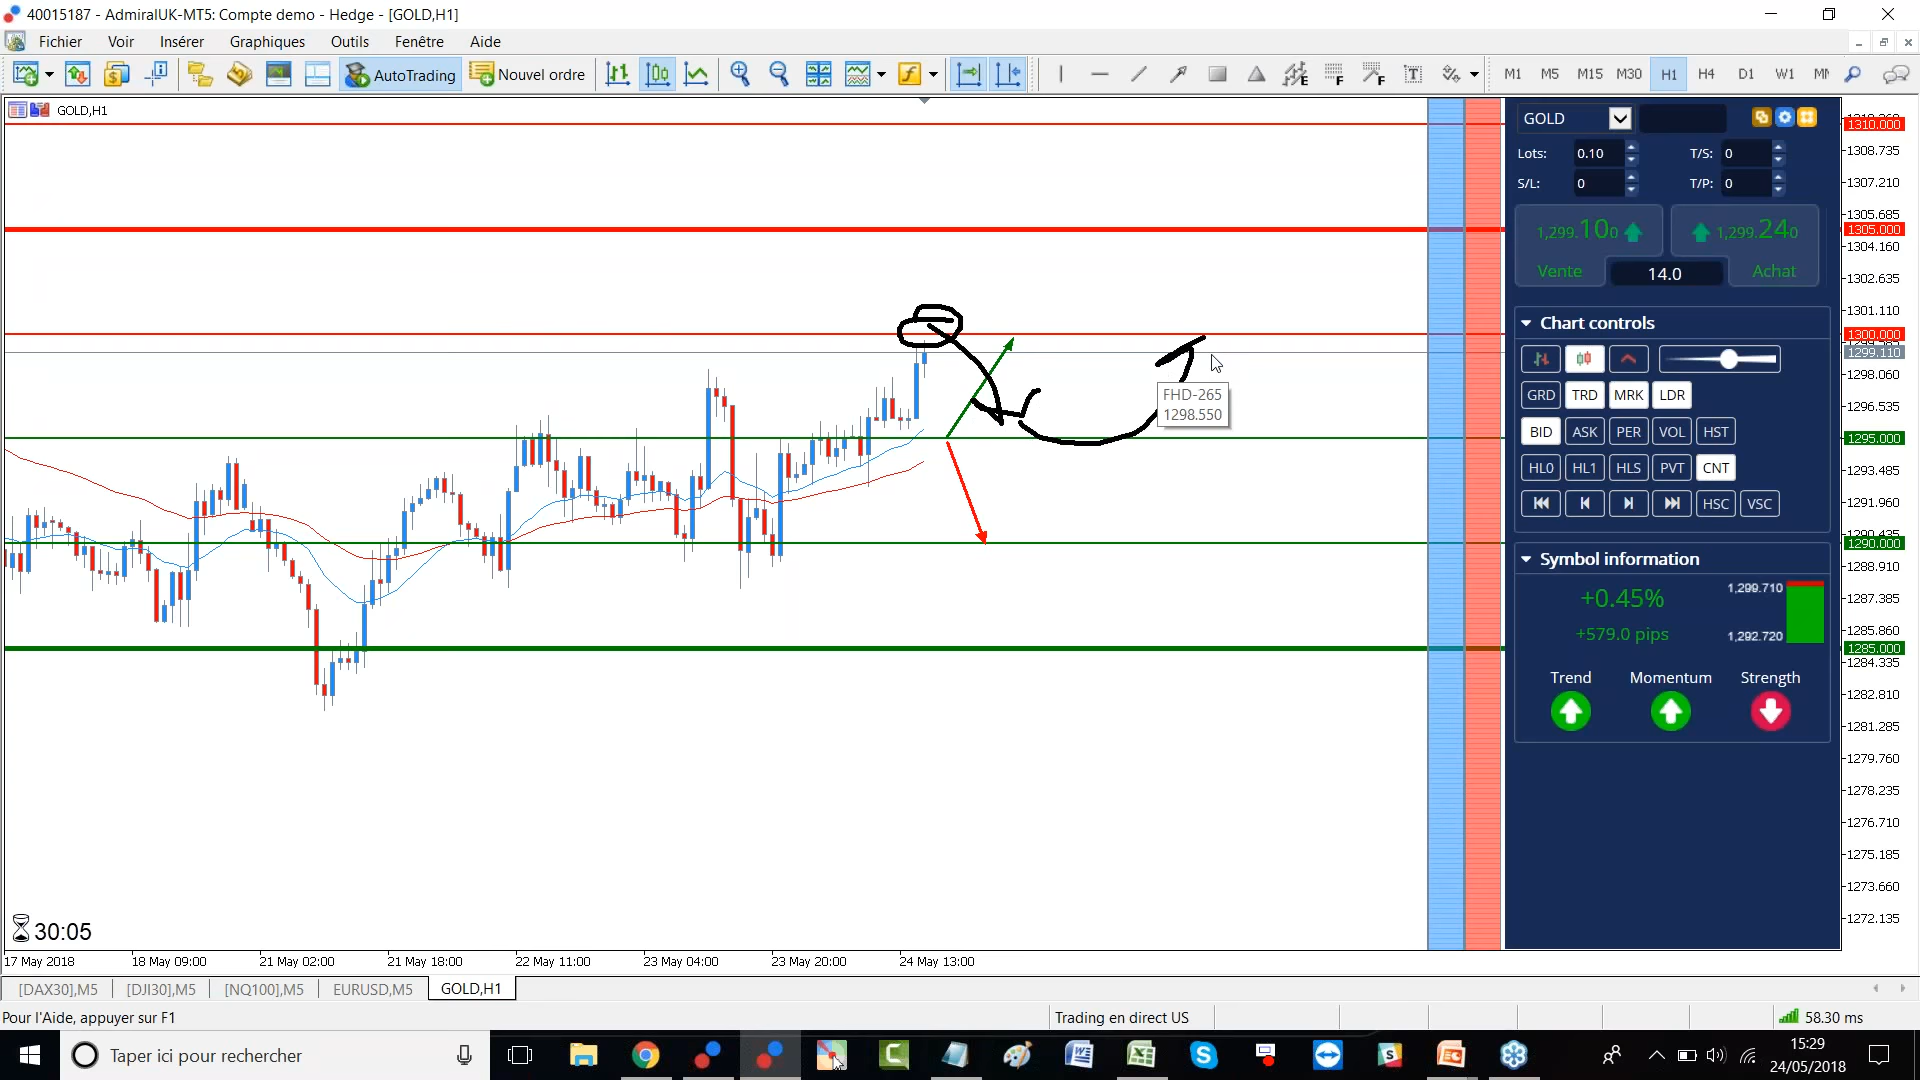 40015187 - AdmiralUK-MT5: Compte demo - Hedge - [GOLD,H1]
Fichier Voir Insérer Graphiques Outils Fenêtre Aide
AutoTrading Nouvel ordre E F F T M1 M5 M15 M30 H1 H4 D1 W1
GOLD,H1
GOLD
Lots: 0.10 T/S: 0
S/L: 0 T/P: 0
1,299.100 1,299.240
Vente 14.0 Achat
Chart controls
GRD TRD MRK LDR
BID ASK PER VOL HST
HL0 HL1 HLS PVT CNT
HSC VSC
Symbol information
+0.45% 1,299.710
+579.0 pips 1,292.720
Trend Momentum Strength
1310.000
1308.735
1307.210
1305.685
1305.000
1304.160
1302.635
1301.110
1300.000
1299.110
1298.060
1296.535
1295.000
1293.485
1291.960
1290.435
1290.000
1288.910
1287.385
1285.860
1285.000
1284.335
1282.810
1281.285
1279.760
1278.235
1276.710
1275.185
1273.660
1272.135
FHD-265
1298.550
30:05
17 May 2018 18 May 09:00 21 May 02:00 21 May 18:00 22 May 11:00 23 May 04:00 23 May 20:00 24 May 13:00
[DAX30],M5 [DJI30],M5 [NQ100],M5 EURUSD,M5 GOLD,H1
Pour l'Aide, appuyer sur F1 Trading en direct US 58.30 ms
Taper ici pour rechercher 15:29
24/05/2018